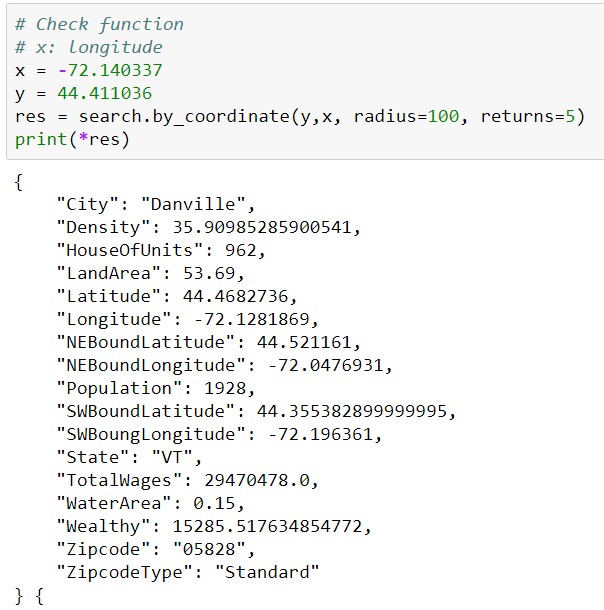 # Check function
# x: longitude
x = -72.140337
y = 44.411036
res = search.by_coordinate(y,x, radius=100, returns=5)
print(*res)
{
    "City": "Danville",
    "Density": 35.90985285900541,
    "HouseOfUnits": 962,
    "LandArea": 53.69,
    "Latitude": 44.4682736,
    "Longitude": -72.1281869,
    "NEBoundLatitude": 44.521161,
    "NEBoundLongitude": -72.0476931,
    "Population": 1928,
    "SWBoundLatitude": 44.355382899999995,
    "SWBoungLongitude": -72.196361,
    "State": "VT",
    "TotalWages": 29470478.0,
    "WaterArea": 0.15,
    "Wealthy": 15285.517634854772,
    "Zipcode": "05828",
    "ZipcodeType": "Standard"
} {